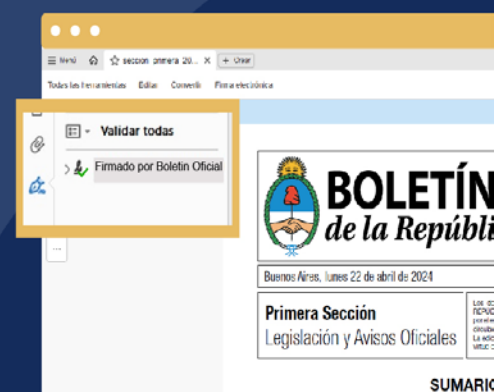 Menú
seccion primera 20... X + Crear
Todas las herramientas Editar Convertir Firma electrónica
Validar todas
Firmado por Boletin Oficial
BOLETÍN
de la Repúbli
Buenos Aires, lunes 22 de abril de 2024
Primera Sección
Legislación y Avisos Oficiales
SUMARIO